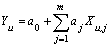 Y_u = a_0 + \sum_{j=1}^{m} a_j X_{u,j}